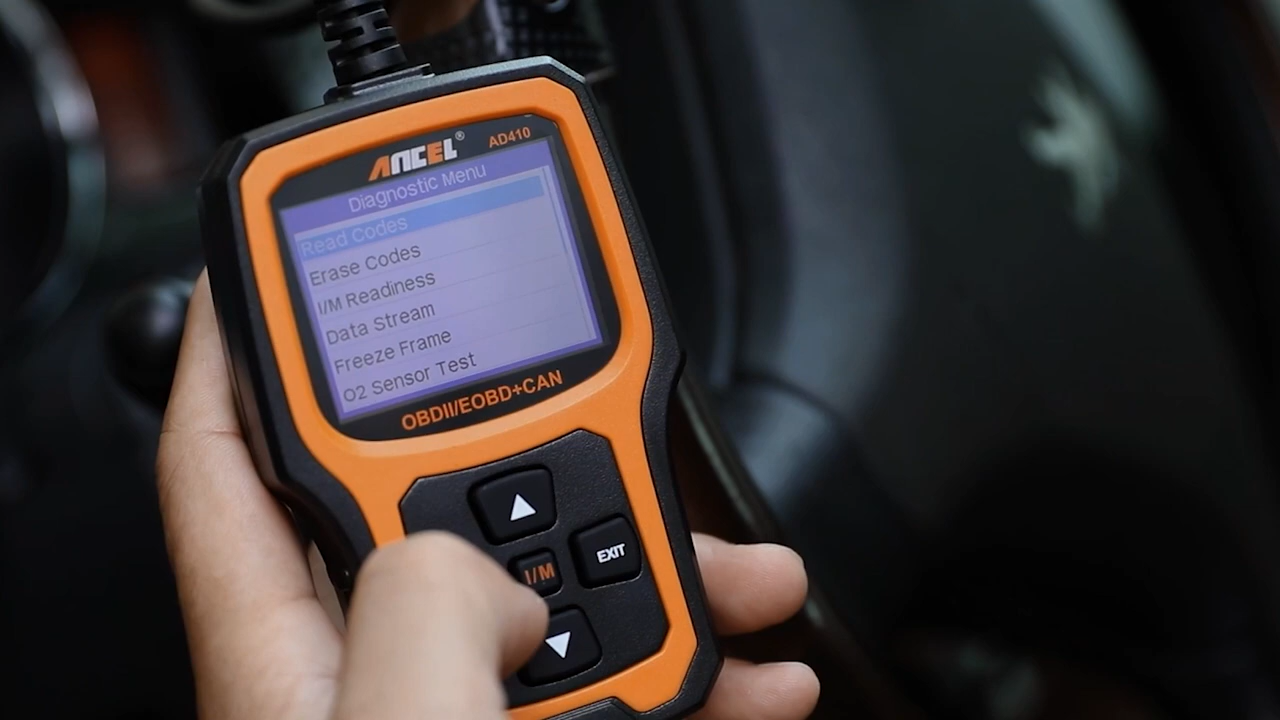 ANCEL® AD410
Diagnostic Menu
Read Codes
Erase Codes
I/M Readiness
Data Stream
Freeze Frame
O2 Sensor Test
OBDII/EOBD+CAN
EXIT
I/M